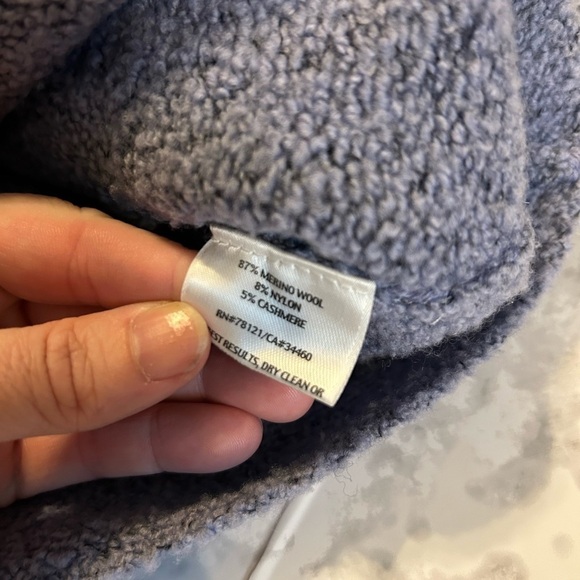 87% MERINO WOOL
8% NYLON
5% CASHMERE
RN#78121/CA#34460
RESULTS, DRY CLEAN OR